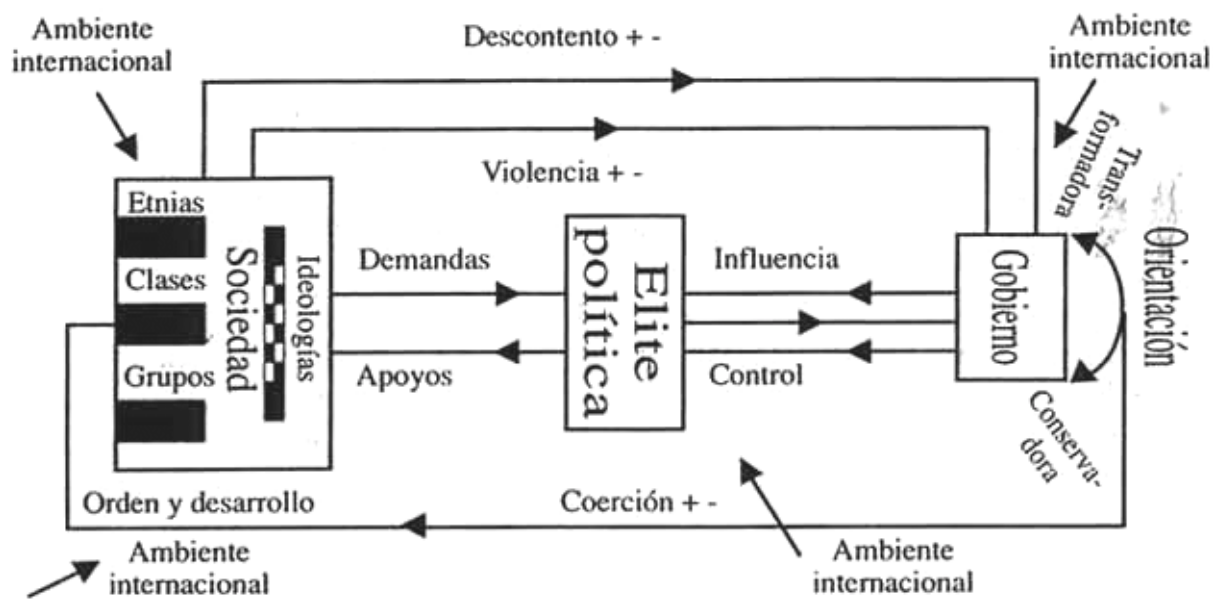 Ambiente
internacional
Descontento + -
Ambiente
internacional
Violencia + -
Trans-
formadora
Etnias
Clases
Grupos
Sociedad
Ideologías
Demandas
Apoyos
Elite
política
Influencia
Control
Gobierno
Orientación
Conserva-
dora
Orden y desarrollo
Coerción + -
Ambiente
internacional
Ambiente
internacional